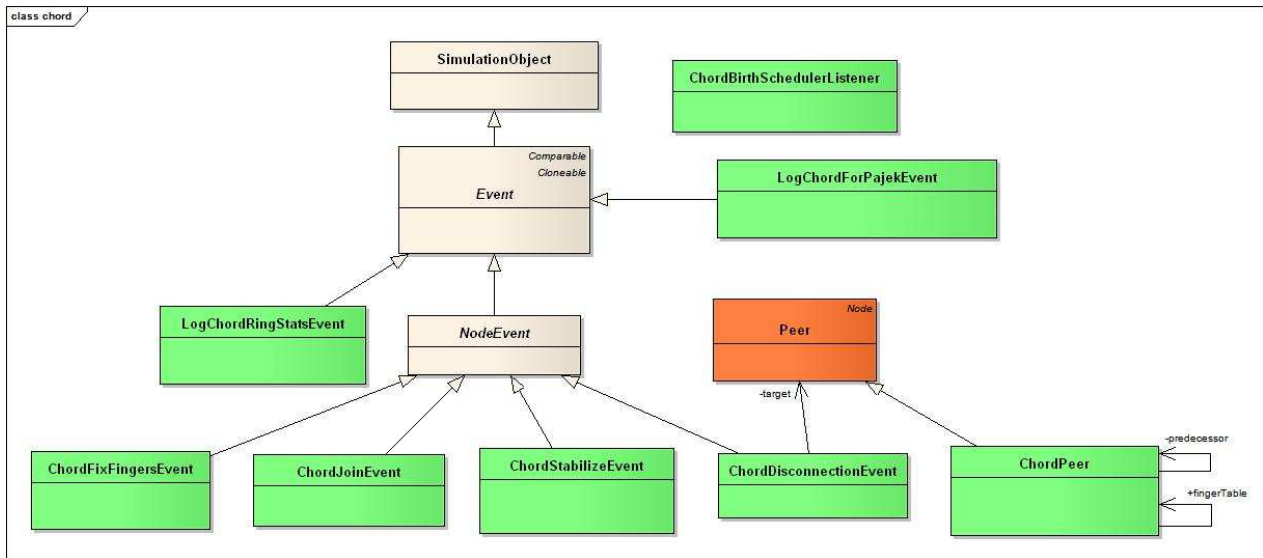 class chord
SimulationObject
ChordBirthSchedulerListener
Comparable
Cloneable
Event
LogChordForPajekEvent
LogChordRingStatsEvent
NodeEvent
Node
Peer
-target
-predecessor
ChordFixFingersEvent
ChordJoinEvent
ChordStabilizeEvent
ChordDisconnectionEvent
ChordPeer
+fingerTable